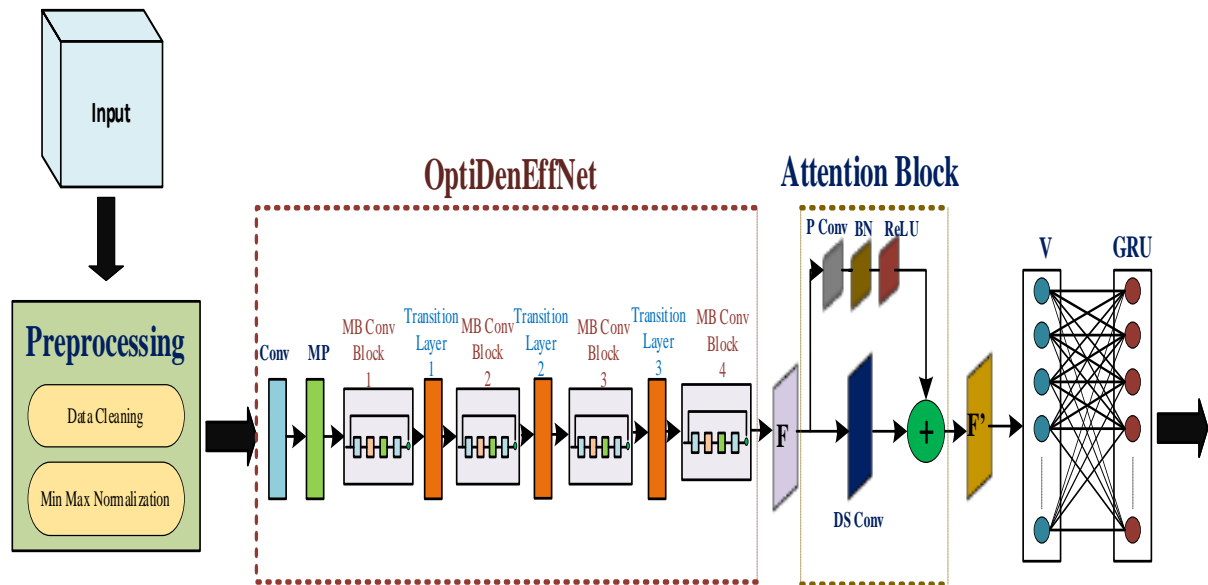 Input
OptiDenEffNet
Attention Block
P Conv
BN
ReLU
V
GRU
Preprocessing
Data Cleaning
Min Max Normalization
Conv
MP
MB Conv
Block
1
Transition
Layer
1
MB Conv
Block
2
Transition
Layer
2
MB Conv
Block
3
Transition
Layer
3
MB Conv
Block
4
F
DS Conv
+
F'